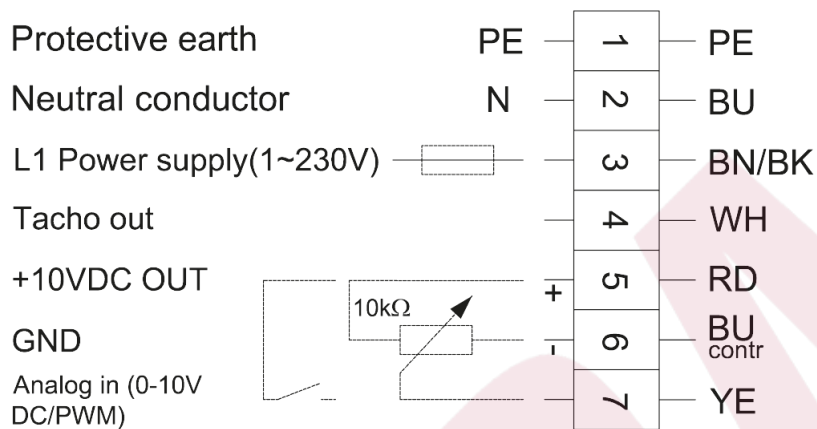 Protective earth PE 1 PE
Neutral conductor N 2 BU
L1 Power supply(1~230V) 3 BN/BK
Tacho out 4 WH
+10VDC OUT + 5 RD
10kΩ
GND - 6 BU
contr
Analog in (0-10V
DC/PWM) 7 YE